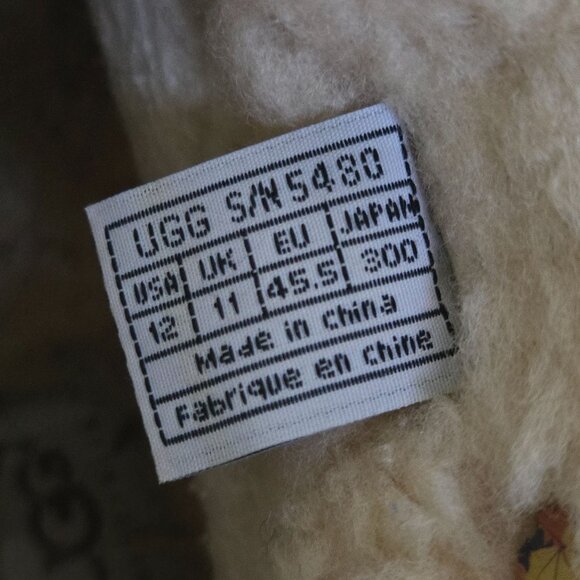 UGG S/N 5480
USA UK EU JAPAN
12 11 45.5 300
Made in China
Fabrique en chine